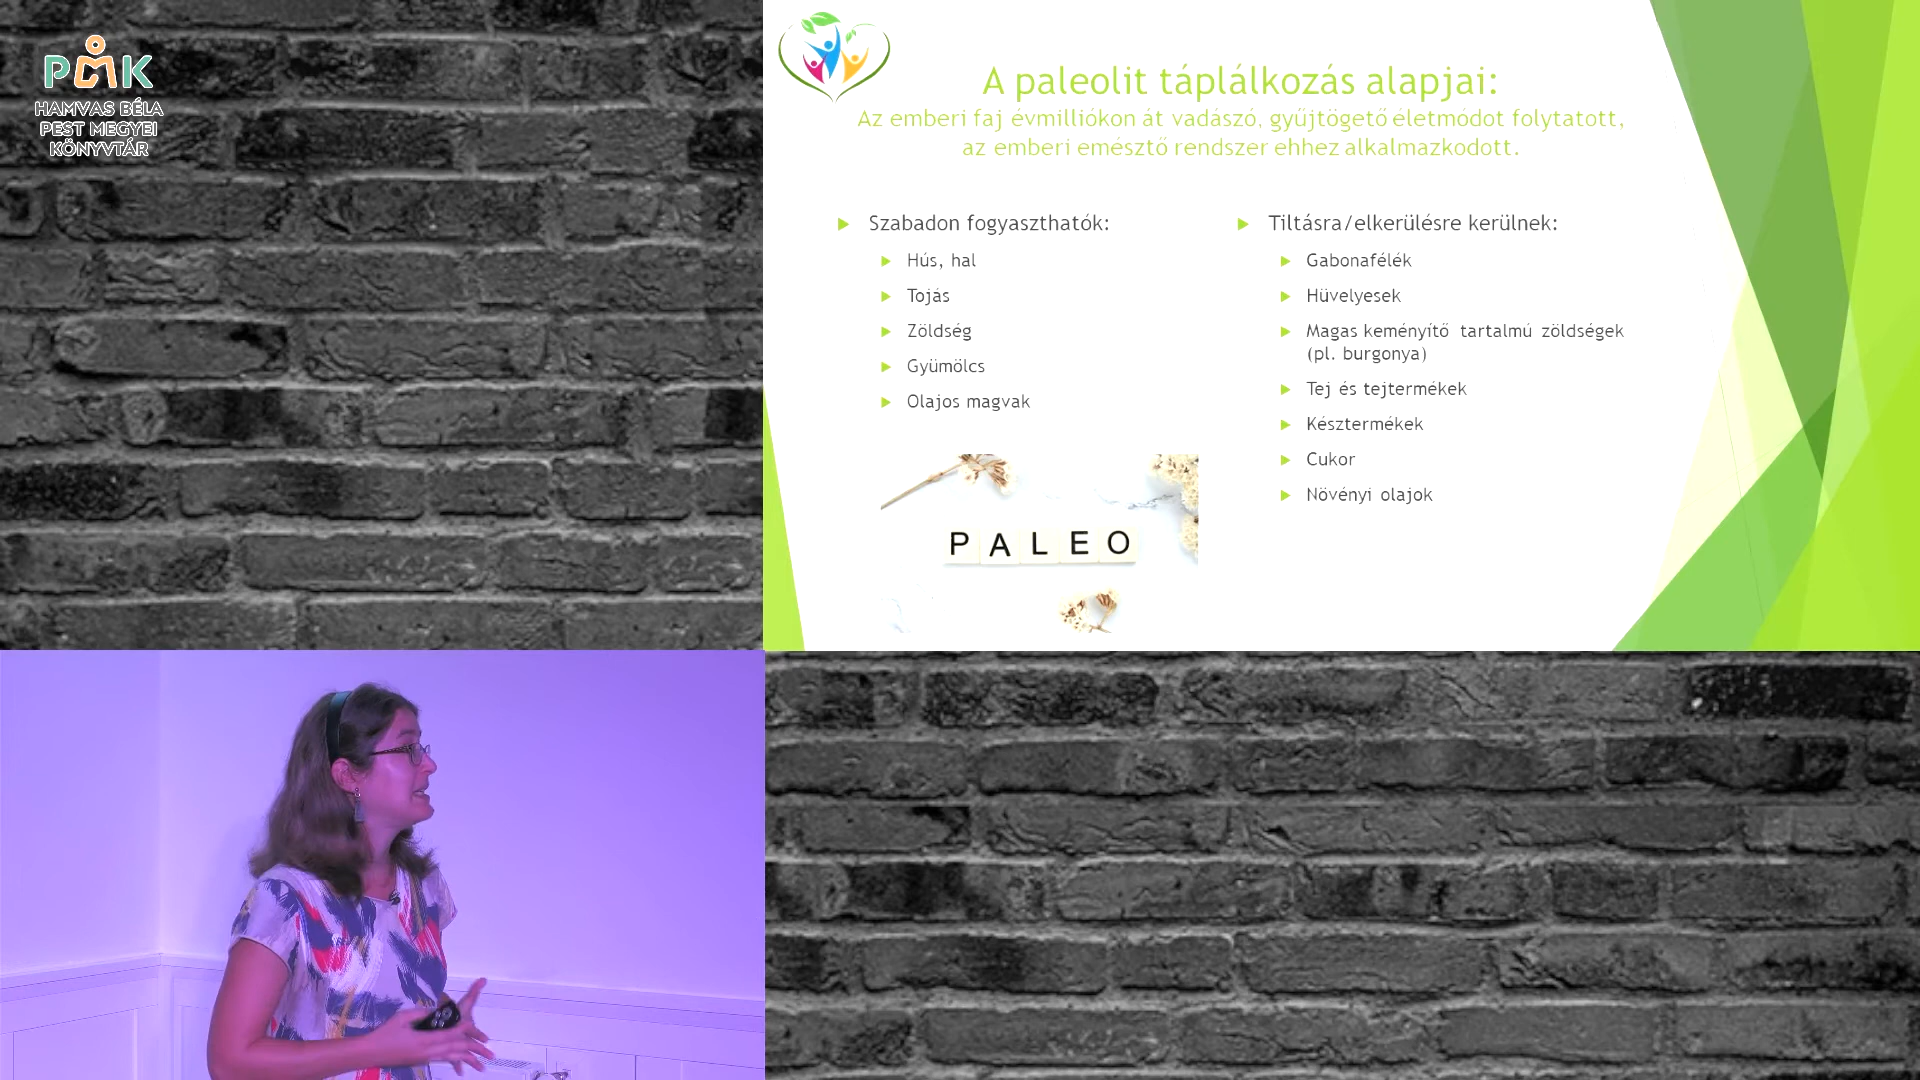 PMK
HAMVAS BÉLA
PEST MEGYEI
KÖNYVTÁR
A paleolit táplálkozás alapjai:
Az emberi faj évmilliókon át vadászó, gyűjtögető életmódot folytatott,
az emberi emésztő rendszer ehhez alkalmazkodott.
Szabadon fogyaszthatók:
Hús, hal
Tojás
Zöldség
Gyümölcs
Olajos magvak
PALEO
Tiltásra/elkerülésre kerülnek:
Gabonafélék
Hüvelyesek
Magas keményítő tartalmú zöldségek
(pl. burgonya)
Tej és tejtermékek
Késztermékek
Cukor
Növényi olajok